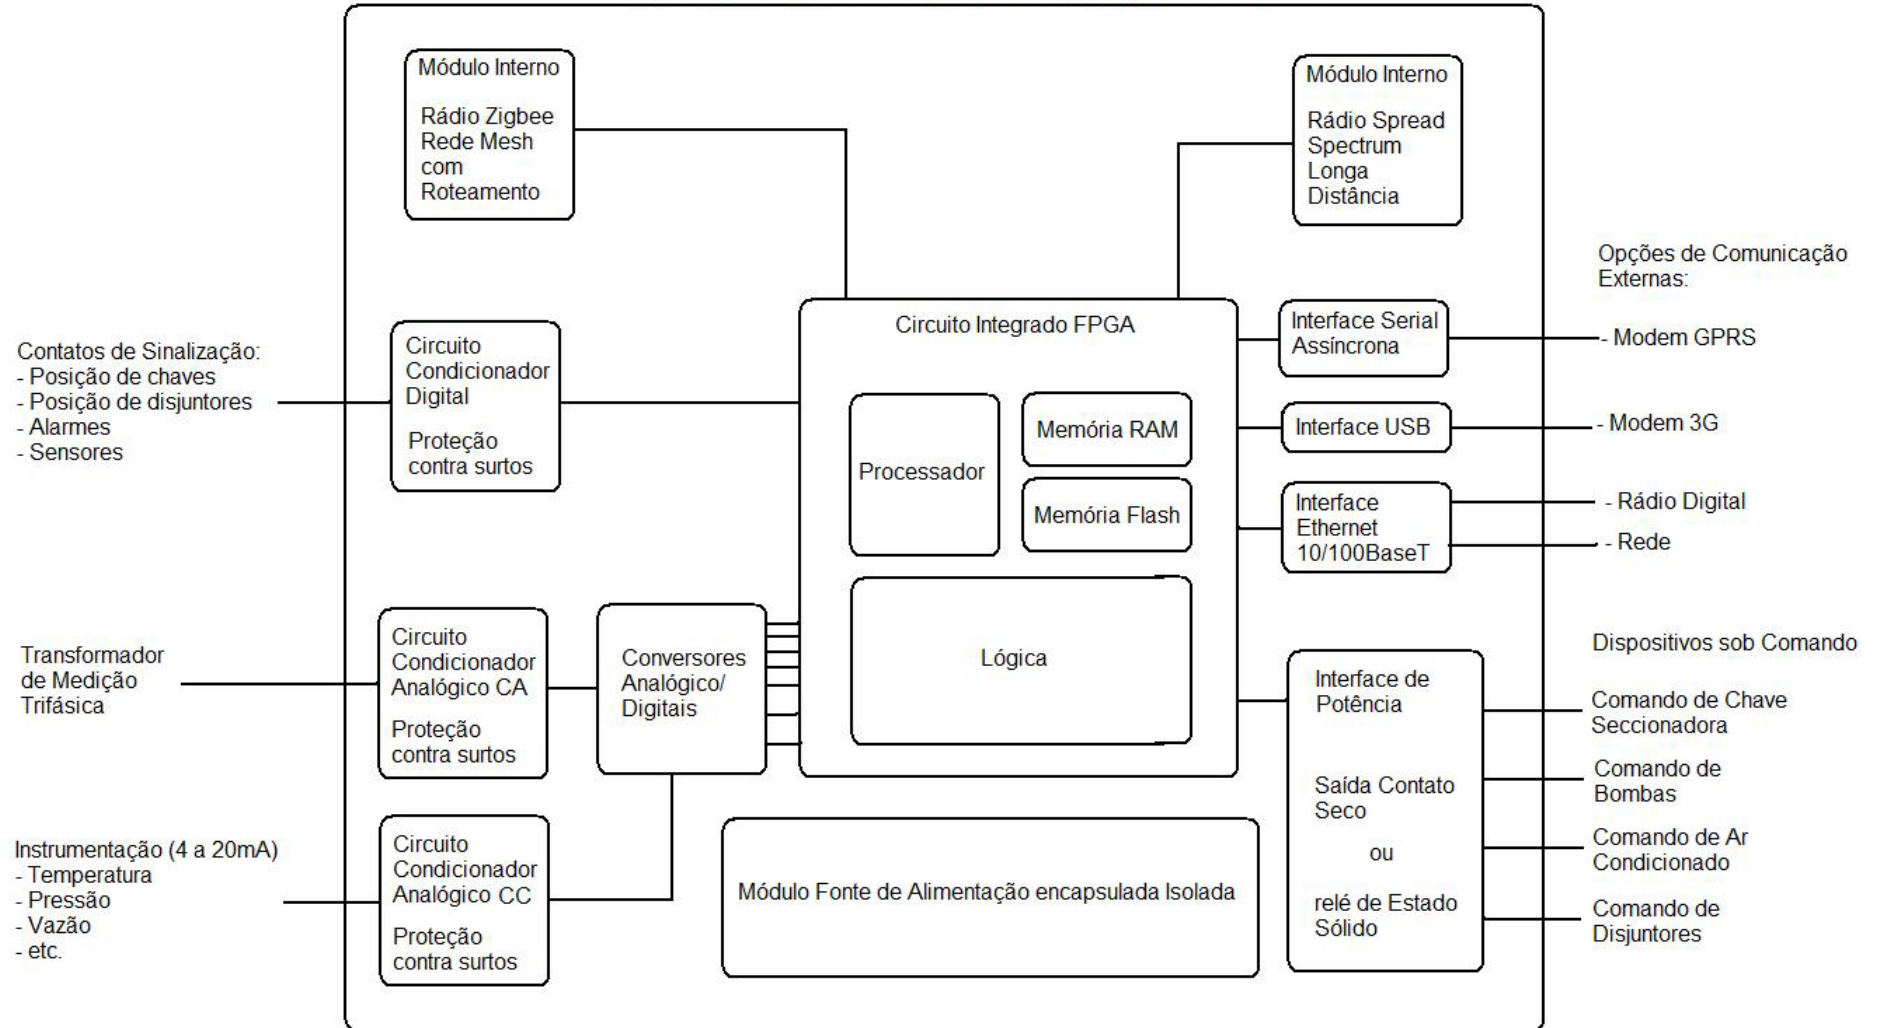 Módulo Interno
Rádio Zigbee
Rede Mesh
com
Roteamento
Módulo Interno
Rádio Spread
Spectrum
Longa
Distância
Opções de Comunicação
Externas:
Contatos de Sinalização:
- Posição de chaves
- Posição de disjuntores
- Alarmes
- Sensores
Circuito
Condicionador
Digital
Proteção
contra surtos
Circuito Integrado FPGA
Processador
Memória RAM
Memória Flash
Lógica
Interface Serial
Assíncrona
- Modem GPRS
Interface USB
- Modem 3G
Interface
Ethernet
10/100BaseT
- Rádio Digital
- Rede
Transformador
de Medição
Trifásica
Circuito
Condicionador
Analógico CA
Proteção
contra surtos
Conversores
Analógico/
Digitais
Dispositivos sob Comando
Interface de
Potência
Saída Contato
Seco
ou
relé de Estado
Sólido
Comando de Chave
Seccionadora
Comando de
Bombas
Comando de Ar
Condicionado
Comando de
Disjuntores
Instrumentação (4 a 20mA)
- Temperatura
- Pressão
- Vazão
- etc.
Circuito
Condicionador
Analógico CC
Proteção
contra surtos
Módulo Fonte de Alimentação encapsulada Isolada